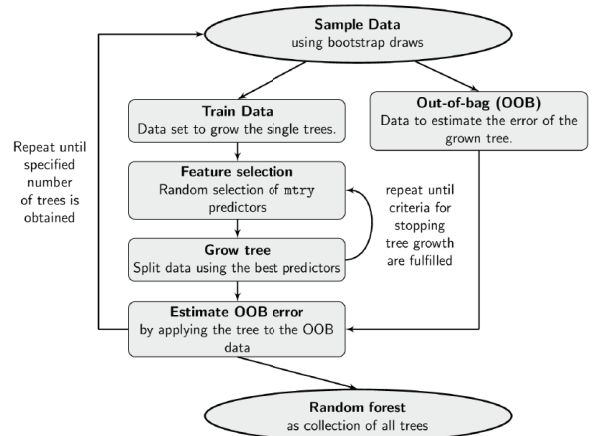 Sample Data
using bootstrap draws
Train Data
Data set to grow the single trees.
Out-of-bag (OOB)
Data to estimate the error of the
grown tree.
Repeat until
specified
number
of trees is
obtained
Feature selection
Random selection of mtry
predictors
repeat until
criteria for
stopping
tree growth
are fulfilled
Grow tree
Split data using the best predictors
Estimate OOB error
by applying the tree to the OOB
data
Random forest
as collection of all trees